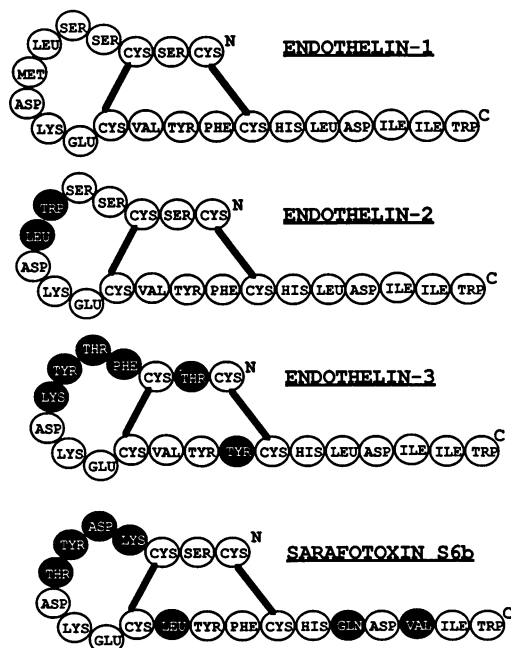 SER SER CYS SER CYS N
LEU
MET
ASP
LYS
GLU CYS VAL TYR PHE CYS HIS LEU ASP ILE ILE TRP C
ENDOTHELIN-1
SER SER CYS SER CYS N
TRP
LEU
ASP
LYS
GLU CYS VAL TYR PHE CYS HIS LEU ASP ILE ILE TRP C
ENDOTHELIN-2
THR PHE CYS THR CYS N
TYR
LYS
ASP
LYS
GLU CYS VAL TYR TYR CYS HIS LEU ASP ILE ILE TRP C
ENDOTHELIN-3
ASP LYS CYS SER CYS N
TYR
THR
ASP
LYS
GLU CYS LEU TYR PHE CYS HIS GLN ASP VAL ILE TRP C
SARAFOTOXIN S6b